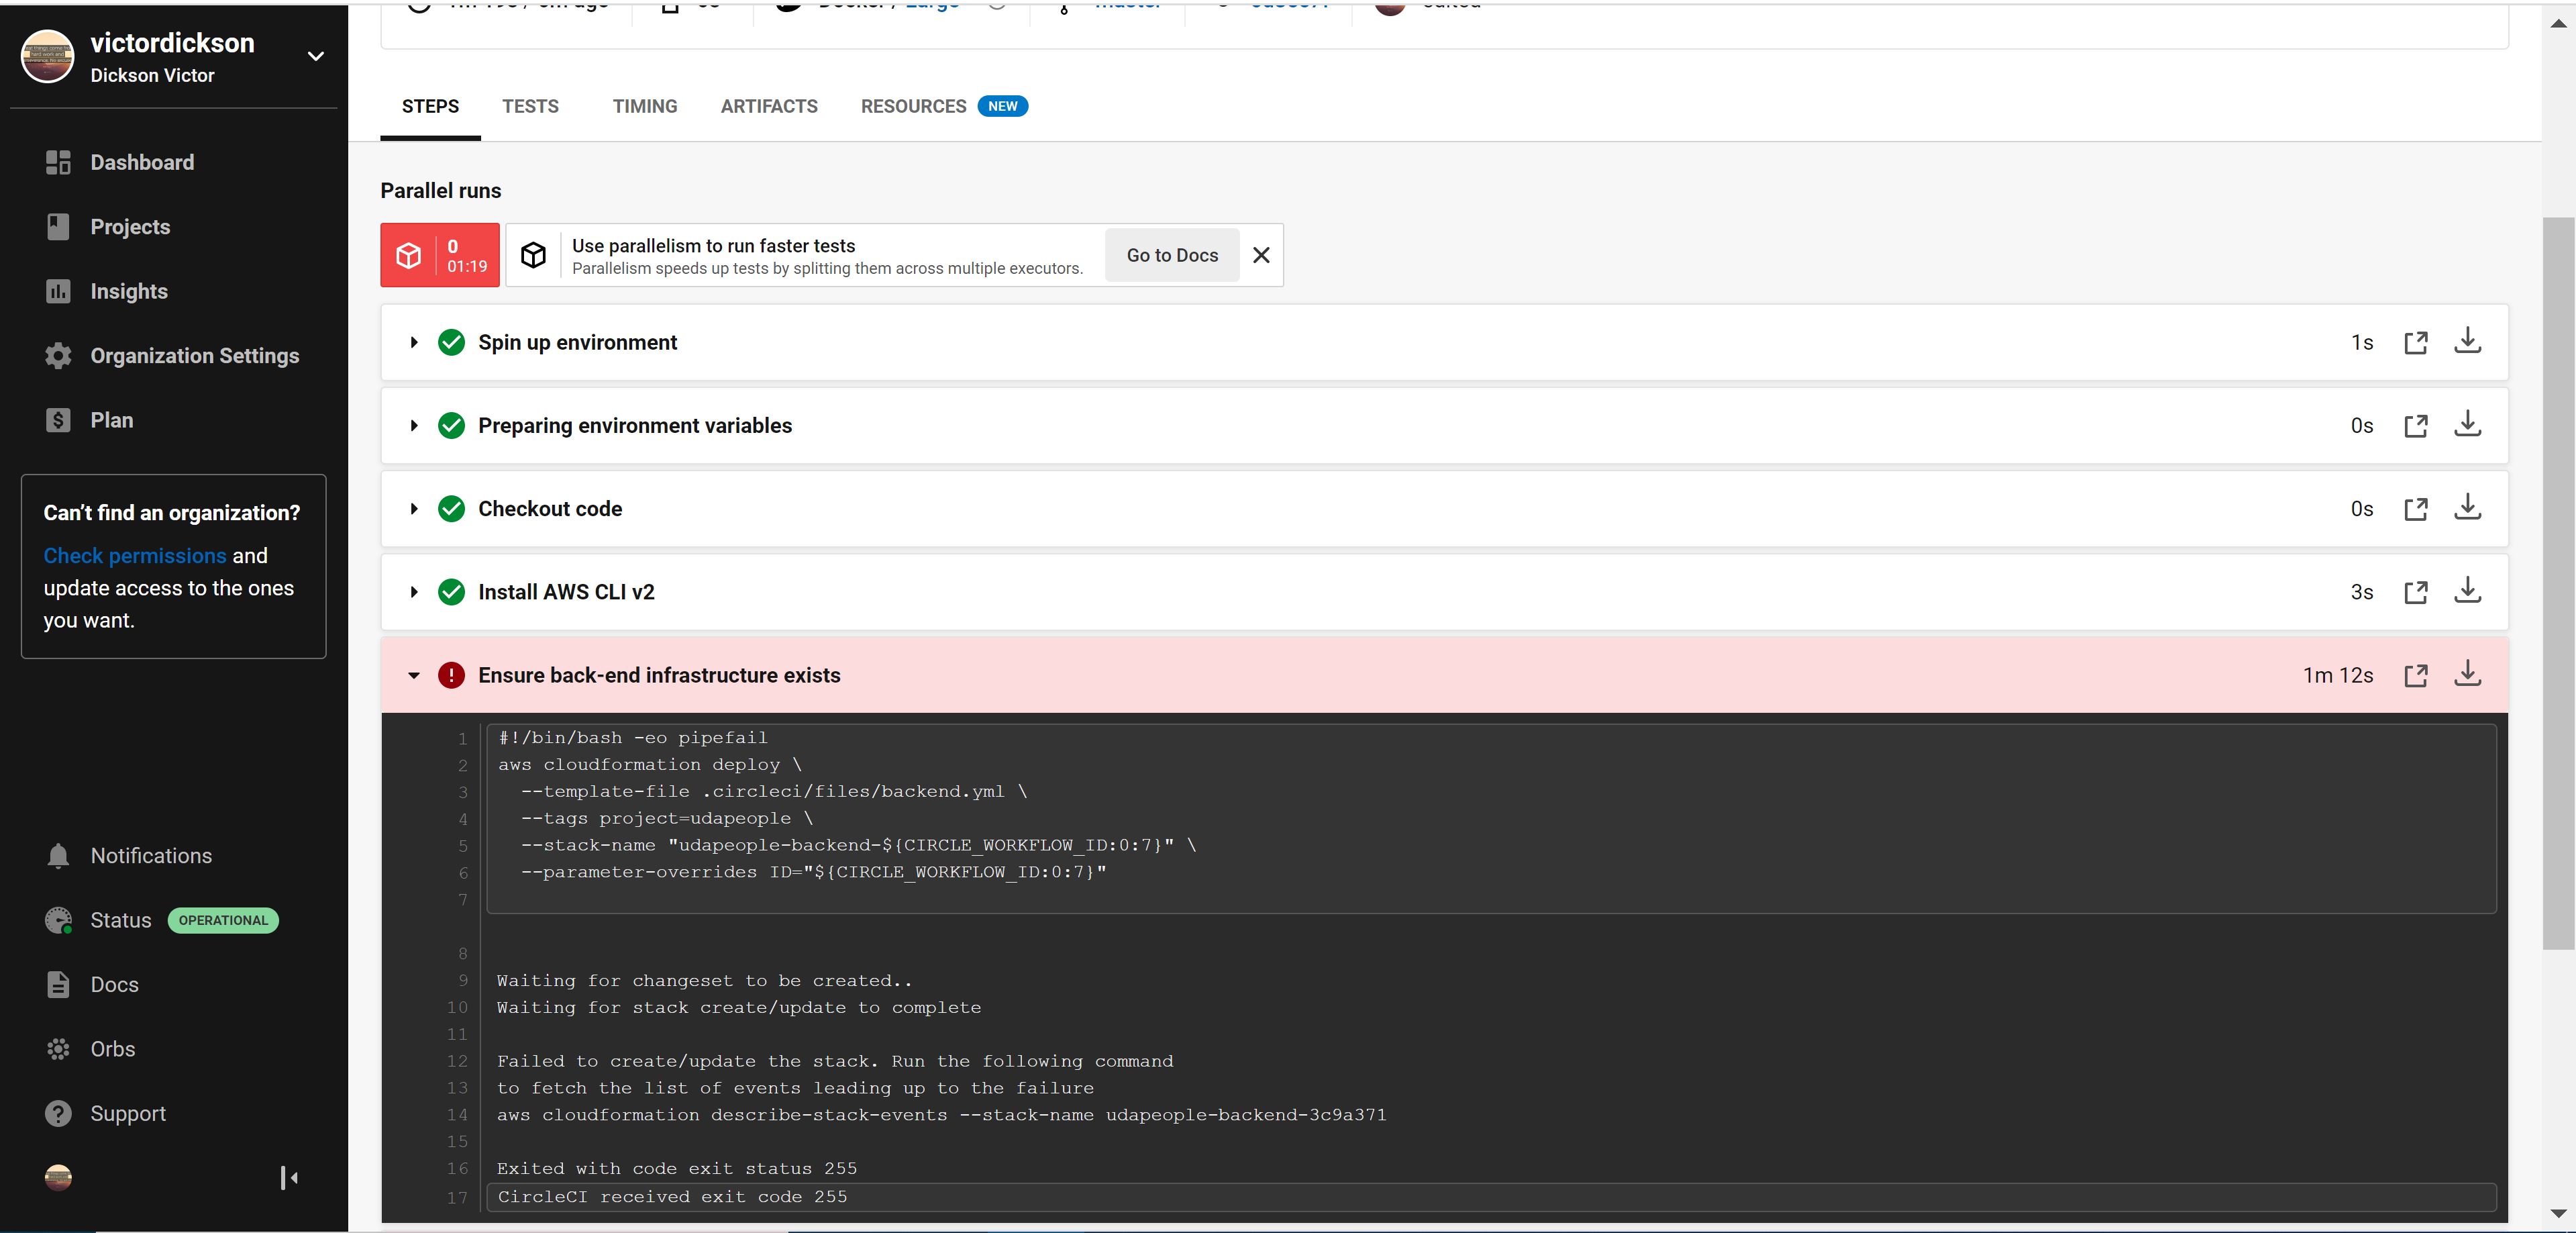 victordickson
Dickson Victor
Dashboard
Projects
Insights
Organization Settings
Plan
Can't find an organization?
Check permissions and
update access to the ones
you want.
Notifications
Status OPERATIONAL
Docs
Orbs
Support
STEPS TESTS TIMING ARTIFACTS RESOURCES NEW
Parallel runs
0
01:19
Use parallelism to run faster tests
Parallelism speeds up tests by splitting them across multiple executors.
Go to Docs
Spin up environment 1s
Preparing environment variables 0s
Checkout code 0s
Install AWS CLI v2 3s
! Ensure back-end infrastructure exists 1m 12s
1 #!/bin/bash -eo pipefail
2 aws cloudformation deploy \
3 --template-file .circleci/files/backend.yml \
4 --tags project=udapeople \
5 --stack-name "udapeople-backend-${CIRCLE_WORKFLOW_ID:0:7}" \
6 --parameter-overrides ID="${CIRCLE_WORKFLOW_ID:0:7}"
7
8
9 Waiting for changeset to be created..
10 Waiting for stack create/update to complete
11
12 Failed to create/update the stack. Run the following command
13 to fetch the list of events leading up to the failure
14 aws cloudformation describe-stack-events --stack-name udapeople-backend-3c9a371
15
16 Exited with code exit status 255
17 CircleCI received exit code 255